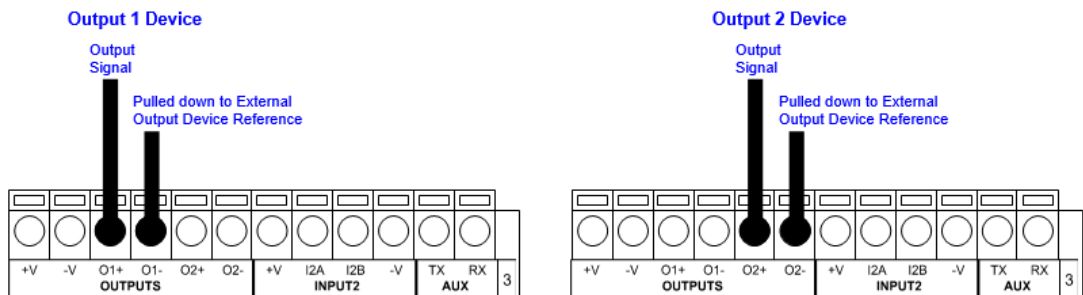 Output 1 Device
Output
Signal
Pulled down to External
Output Device Reference
+V -V O1+ O1- O2+ O2- +V I2A I2B -V TX RX
OUTPUTS INPUT2 AUX 3
Output 2 Device
Output
Signal
Pulled down to External
Output Device Reference
+V -V O1+ O1- O2+ O2- +V I2A I2B -V TX RX
OUTPUTS INPUT2 AUX 3